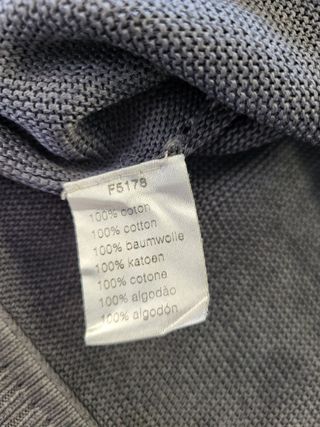 F5178
100% coton
100% cotton
100% baumwolle
100% katoen
100% cotone
100% algodão
100% algodón